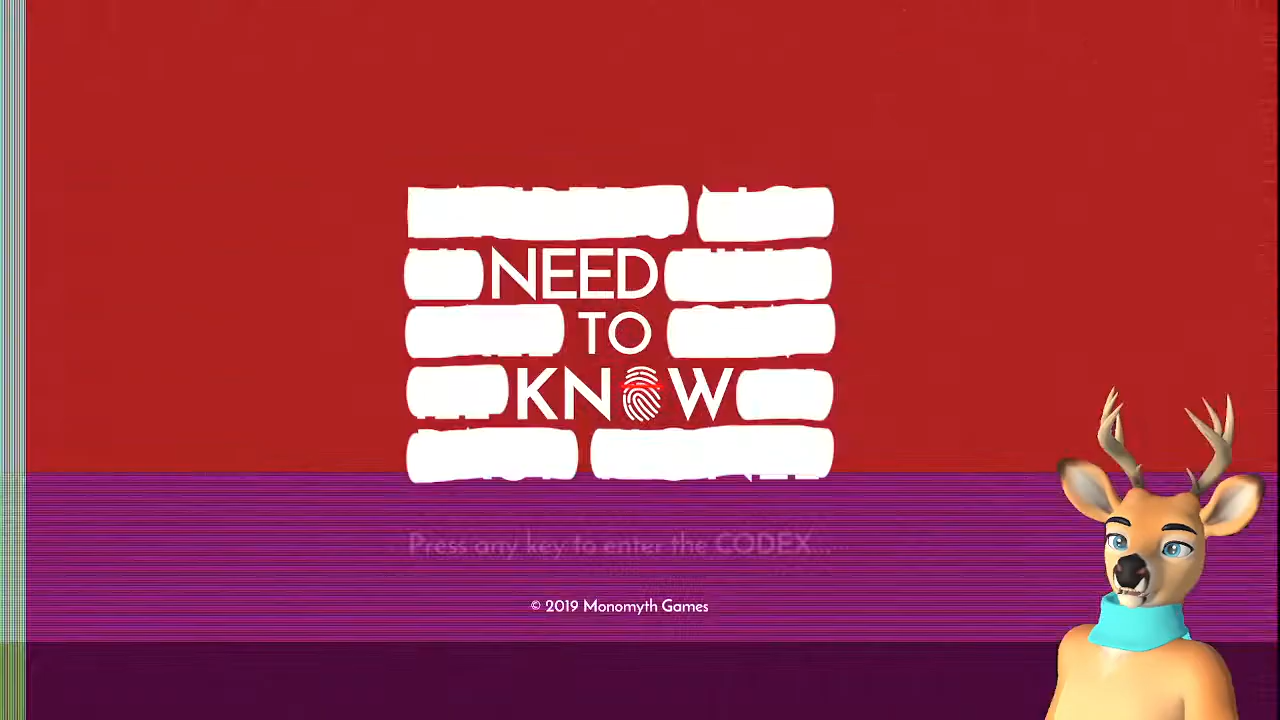 NEED
TO
KNOW
Press any key to enter the CODEX...
© 2019 Monomyth Games